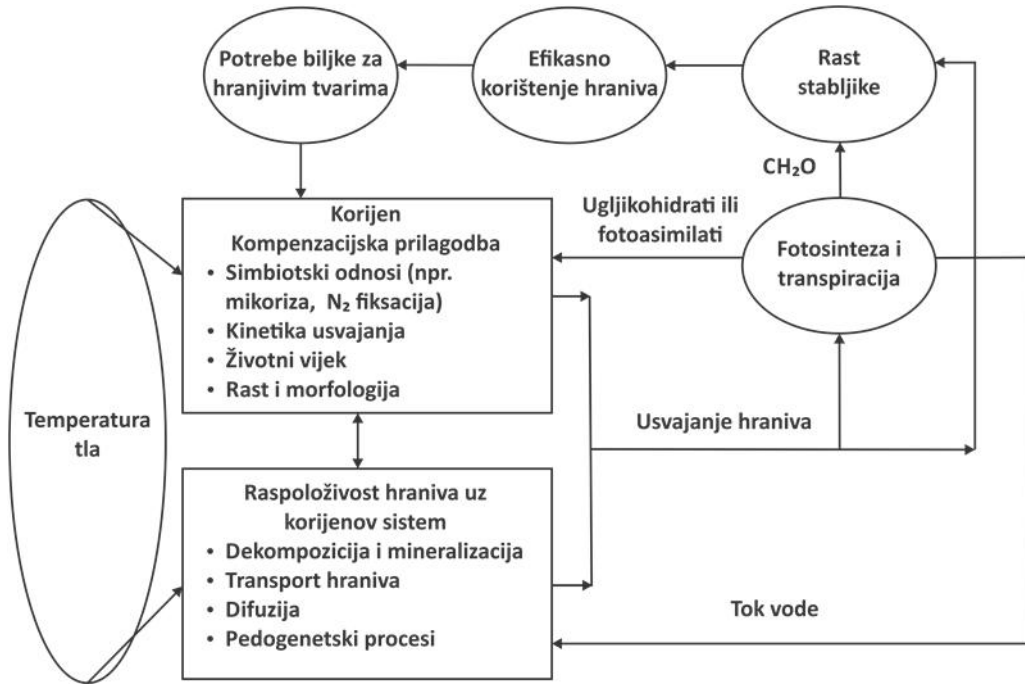 Potrebe biljke za
hranjivim tvarima
Efikasno
korištenje hraniva
Rast
stabljike
CH₂O
Korijen
Kompenzacijska prilagodba
• Simbiotski odnosi (npr.
mikoriza, N₂ fiksacija)
• Kinetika usvajanja
• Životni vijek
• Rast i morfologija
Ugljikohidrati ili
fotoasimilati
Fotosinteza i
transpiracija
Temperatura
tla
Usvajanje hraniva
Raspoloživost hraniva uz
korijenov sistem
• Dekompozicija i mineralizacija
• Transport hraniva
• Difuzija
• Pedogenetski procesi
Tok vode